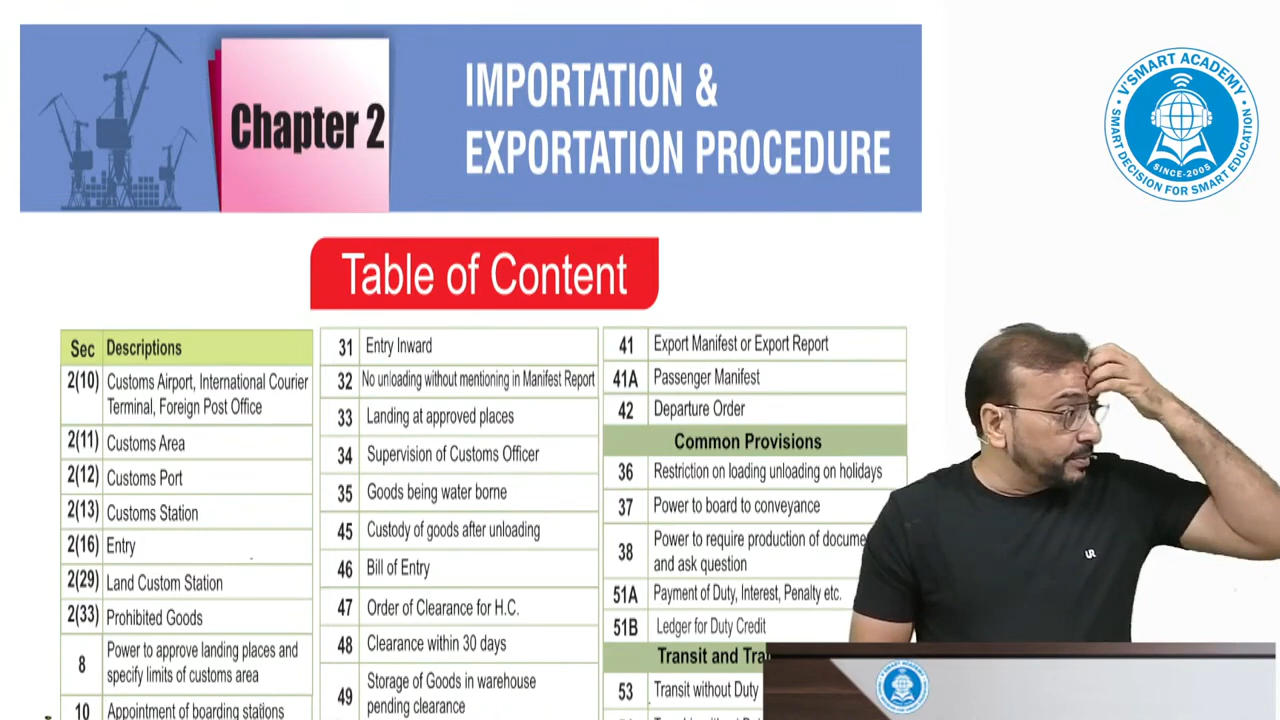 Chapter 2
IMPORTATION &
EXPORTATION PROCEDURE
V'SMART ACADEMY
SINCE-2005
SMART DECISION FOR SMART EDUCATION
Table of Content
Sec Descriptions
2(10) Customs Airport, International Courier
Terminal, Foreign Post Office
2(11) Customs Area
2(12) Customs Port
2(13) Customs Station
2(16) Entry
2(29) Land Custom Station
2(33) Prohibited Goods
8 Power to approve landing places and
specify limits of customs area
10 Appointment of boarding stations
31 Entry Inward
32 No unloading without mentioning in Manifest Report
33 Landing at approved places
34 Supervision of Customs Officer
35 Goods being water borne
45 Custody of goods after unloading
46 Bill of Entry
47 Order of Clearance for H.C.
48 Clearance within 30 days
49 Storage of Goods in warehouse
pending clearance
41 Export Manifest or Export Report
41A Passenger Manifest
42 Departure Order
Common Provisions
36 Restriction on loading unloading on holidays
37 Power to board to conveyance
38 Power to require production of docume
and ask question
51A Payment of Duty, Interest, Penalty etc.
51B Ledger for Duty Credit
Transit and Tra
53 Transit without Duty
UR